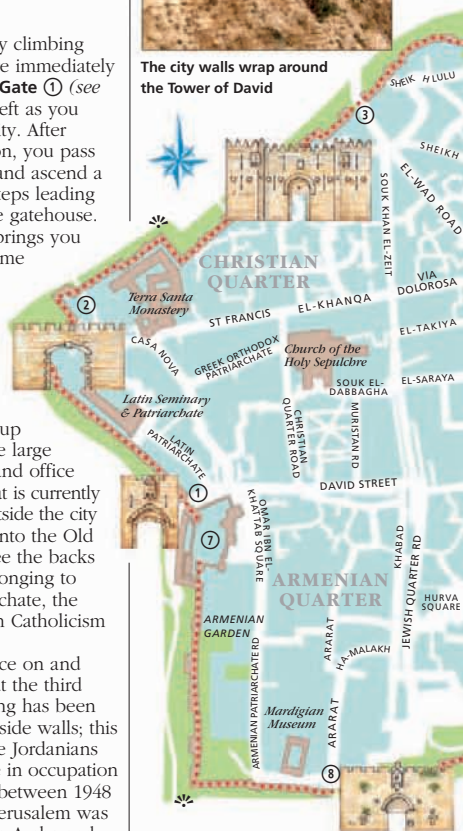 y climbing
e immediately
Gate ① (see
eft as you
ty. After
on, you pass
and ascend a
teps leading
e gatehouse.
brings you
me
up
e large
and office
at is currently
tside the city
nto the Old
ee the backs
onging to
chate, the
n Catholicism
ce on and
t the third
ng has been
side walls; this
e Jordanians
e in occupation
between 1948
erusalem was
The city walls wrap around
the Tower of David
③
SHEIK H LULU
SHEIKH
EL-WAD ROAD
SOUK KHAN EL-ZEIT
CHRISTIAN
QUARTER
VIA
DOLOROSA
②
Terra Santa
Monastery
ST FRANCIS
EL-KHANQA
EL-TAKIYA
CASA NOVA
GREEK ORTHODOX
PATRIARCHATE
Church of the
Holy Sepulchre
SOUK EL-
DABBAGHA
EL-SARAYA
Latin Seminary
& Patriarchate
LATIN
PATRIARCHATE
CHRISTIAN
QUARTER ROAD
MURISTAN RD
DAVID STREET
①
⑦
OMAR IBN EL-
KHATTAB SQUARE
KHABAD
JEWISH QUARTER RD
ARMENIAN
QUARTER
HURVA
SQUARE
ARMENIAN
GARDEN
ARARAT
HA-MALAKH
ARMENIAN PATRIARCHATE RD
Mardigian
Museum
ARARAT
⑧